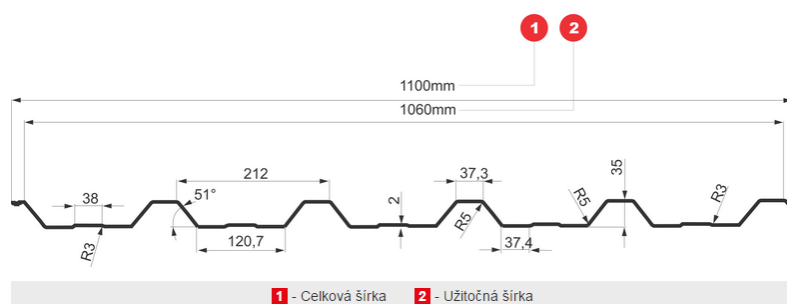 1 2
1100mm
1060mm
212
37,3
35
38
51°
2
R5
R5
R3
R3
120,7
37,4
1 - Celková šírka 2 - Užitočná šírka